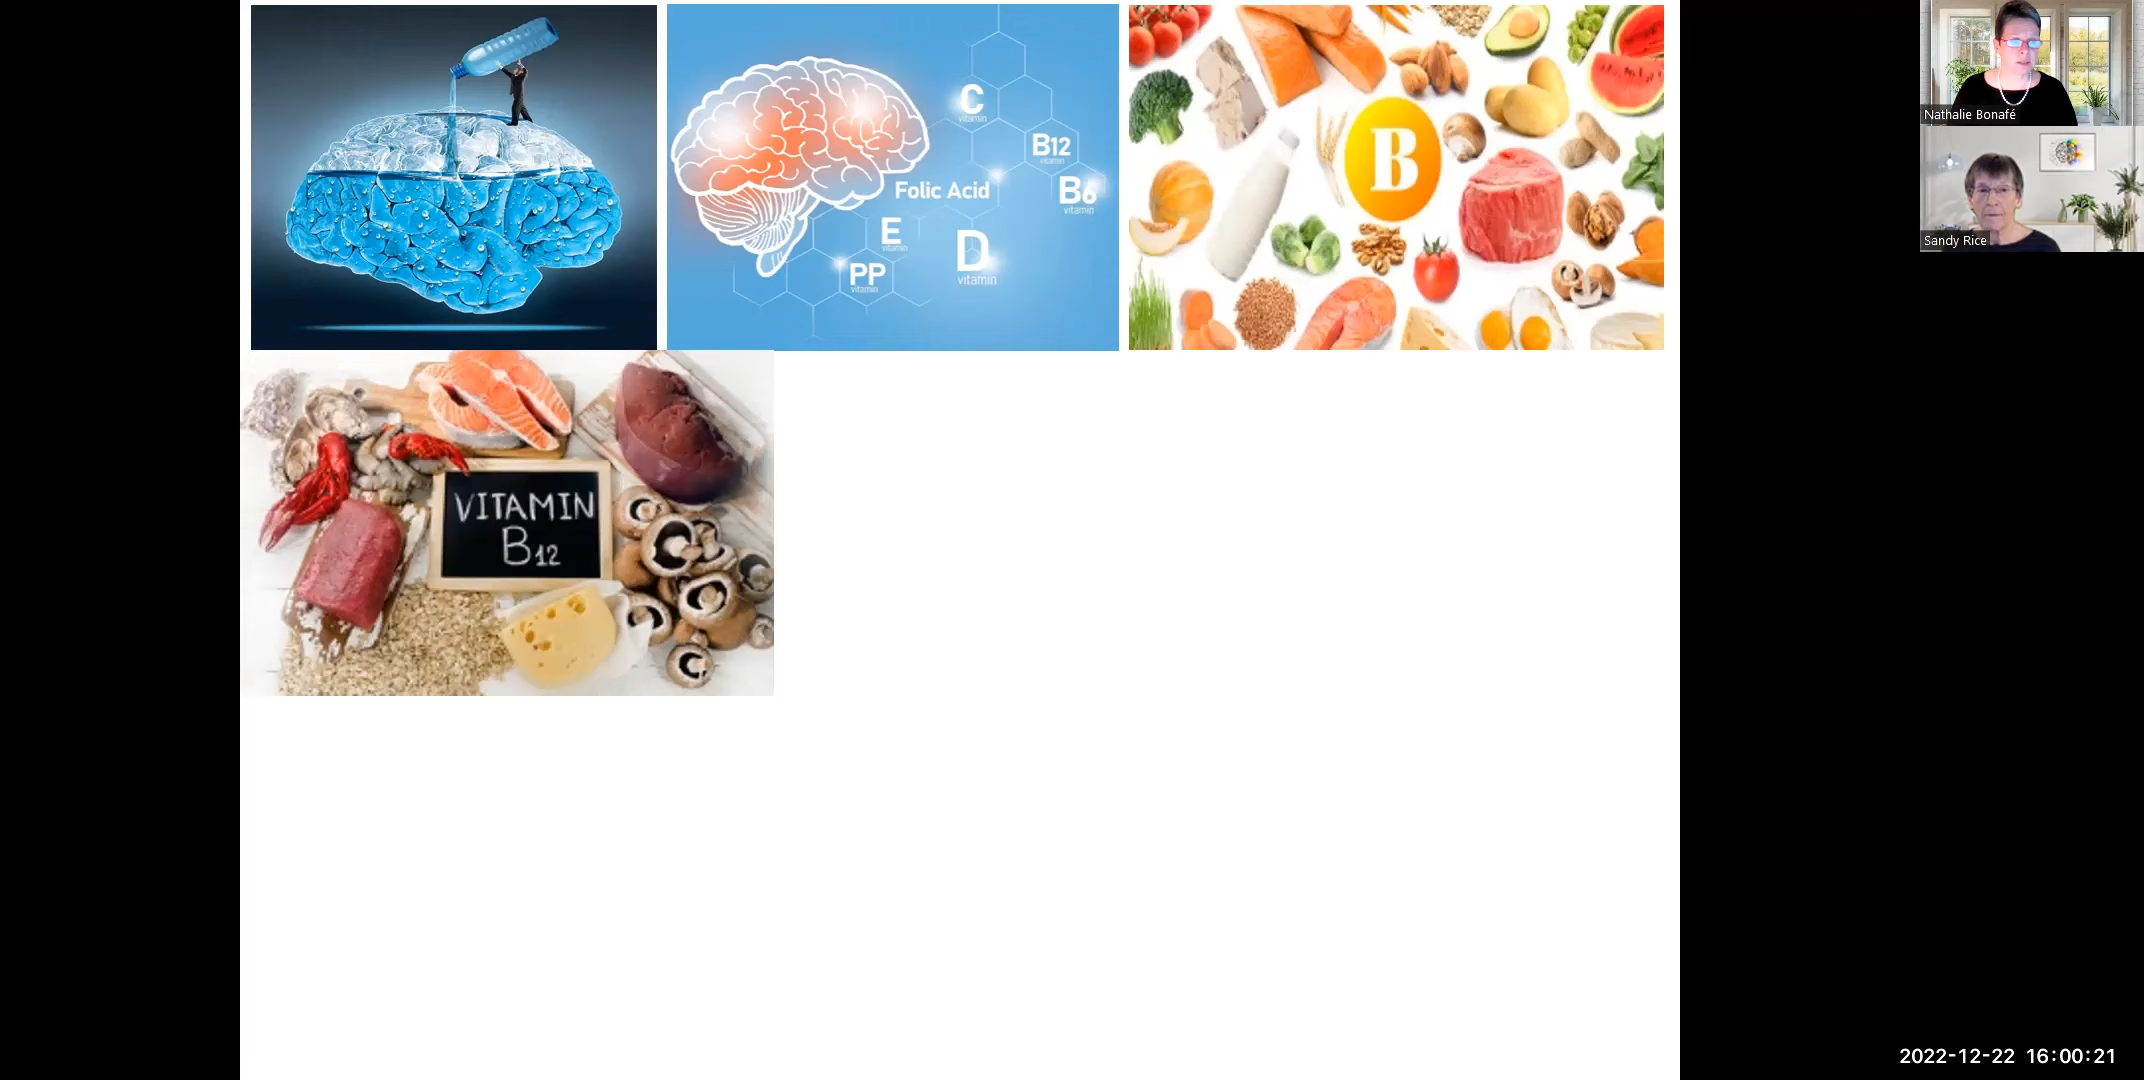 C
vitamin
B12
vitamin
Folic Acid
B6
vitamin
E
vitamin
D
vitamin
PP
vitamin
B
VITAMIN
B12
Nathalie Bonafé
Sandy Rice
2022-12-22 16:00:21